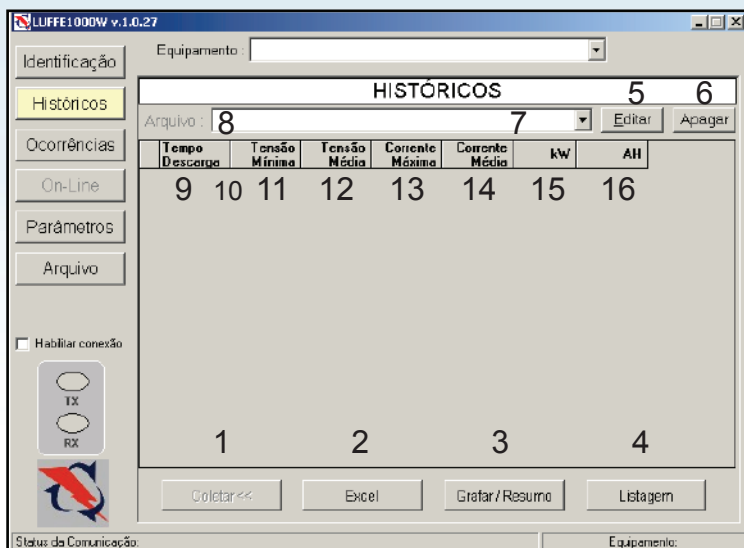 LUFFE1000W v.1.0.27
Equipamento :
Identificação
HISTÓRICOS 5 6
Históricos
Arquivo : 8 7 Editar Apagar
Ocorrências
Tempo Descarga Tensão Mínima Tensão Média Corrente Máxima Corrente Média kW AH
On-Line
9 10 11 12 13 14 15 16
Parâmetros
Arquivo
Habilitar conexão
TX
RX
1 2 3 4
Coletar<< Excel Grafar / Resumo Listagem
Status da Comunicação: Equipamento: